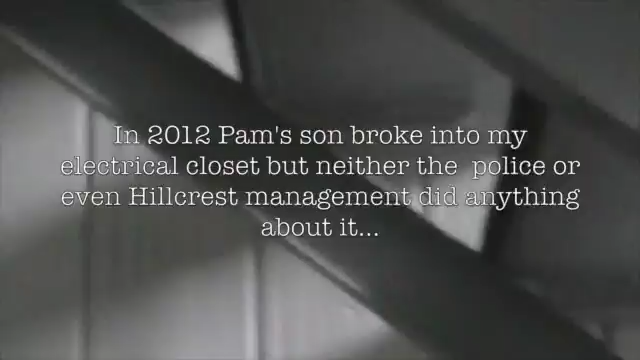 In 2012 Pam's son broke into my
electrical closet but neither the  police or
even Hillcrest management did anything
about it...